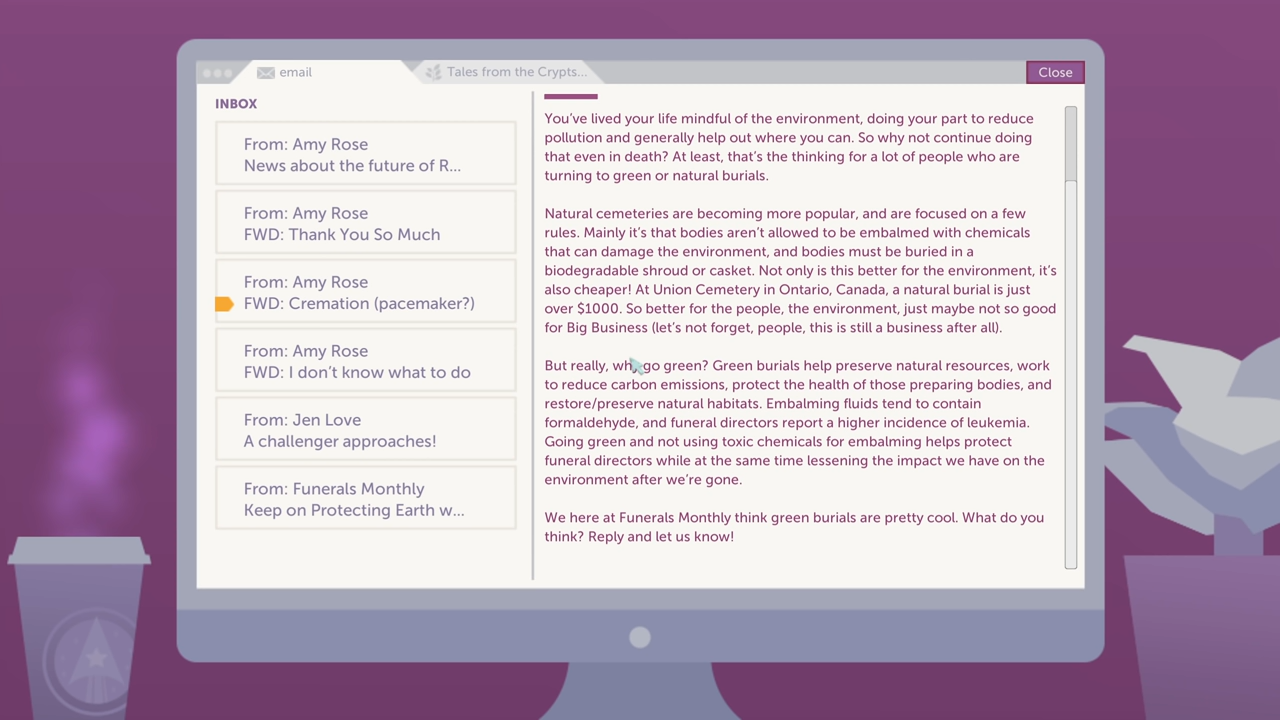 email
Tales from the Crypts...
Close
INBOX
From: Amy Rose
News about the future of R...
From: Amy Rose
FWD: Thank You So Much
From: Amy Rose
FWD: Cremation (pacemaker?)
From: Amy Rose
FWD: I don't know what to do
From: Jen Love
A challenger approaches!
From: Funerals Monthly
Keep on Protecting Earth w...
You've lived your life mindful of the environment, doing your part to reduce
pollution and generally help out where you can. So why not continue doing
that even in death? At least, that's the thinking for a lot of people who are
turning to green or natural burials.
Natural cemeteries are becoming more popular, and are focused on a few
rules. Mainly it's that bodies aren't allowed to be embalmed with chemicals
that can damage the environment, and bodies must be buried in a
biodegradable shroud or casket. Not only is this better for the environment, it's
also cheaper! At Union Cemetery in Ontario, Canada, a natural burial is just
over $1000. So better for the people, the environment, just maybe not so good
for Big Business (let's not forget, people, this is still a business after all).
But really, why go green? Green burials help preserve natural resources, work
to reduce carbon emissions, protect the health of those preparing bodies, and
restore/preserve natural habitats. Embalming fluids tend to contain
formaldehyde, and funeral directors report a higher incidence of leukemia.
Going green and not using toxic chemicals for embalming helps protect
funeral directors while at the same time lessening the impact we have on the
environment after we're gone.
We here at Funerals Monthly think green burials are pretty cool. What do you
think? Reply and let us know!